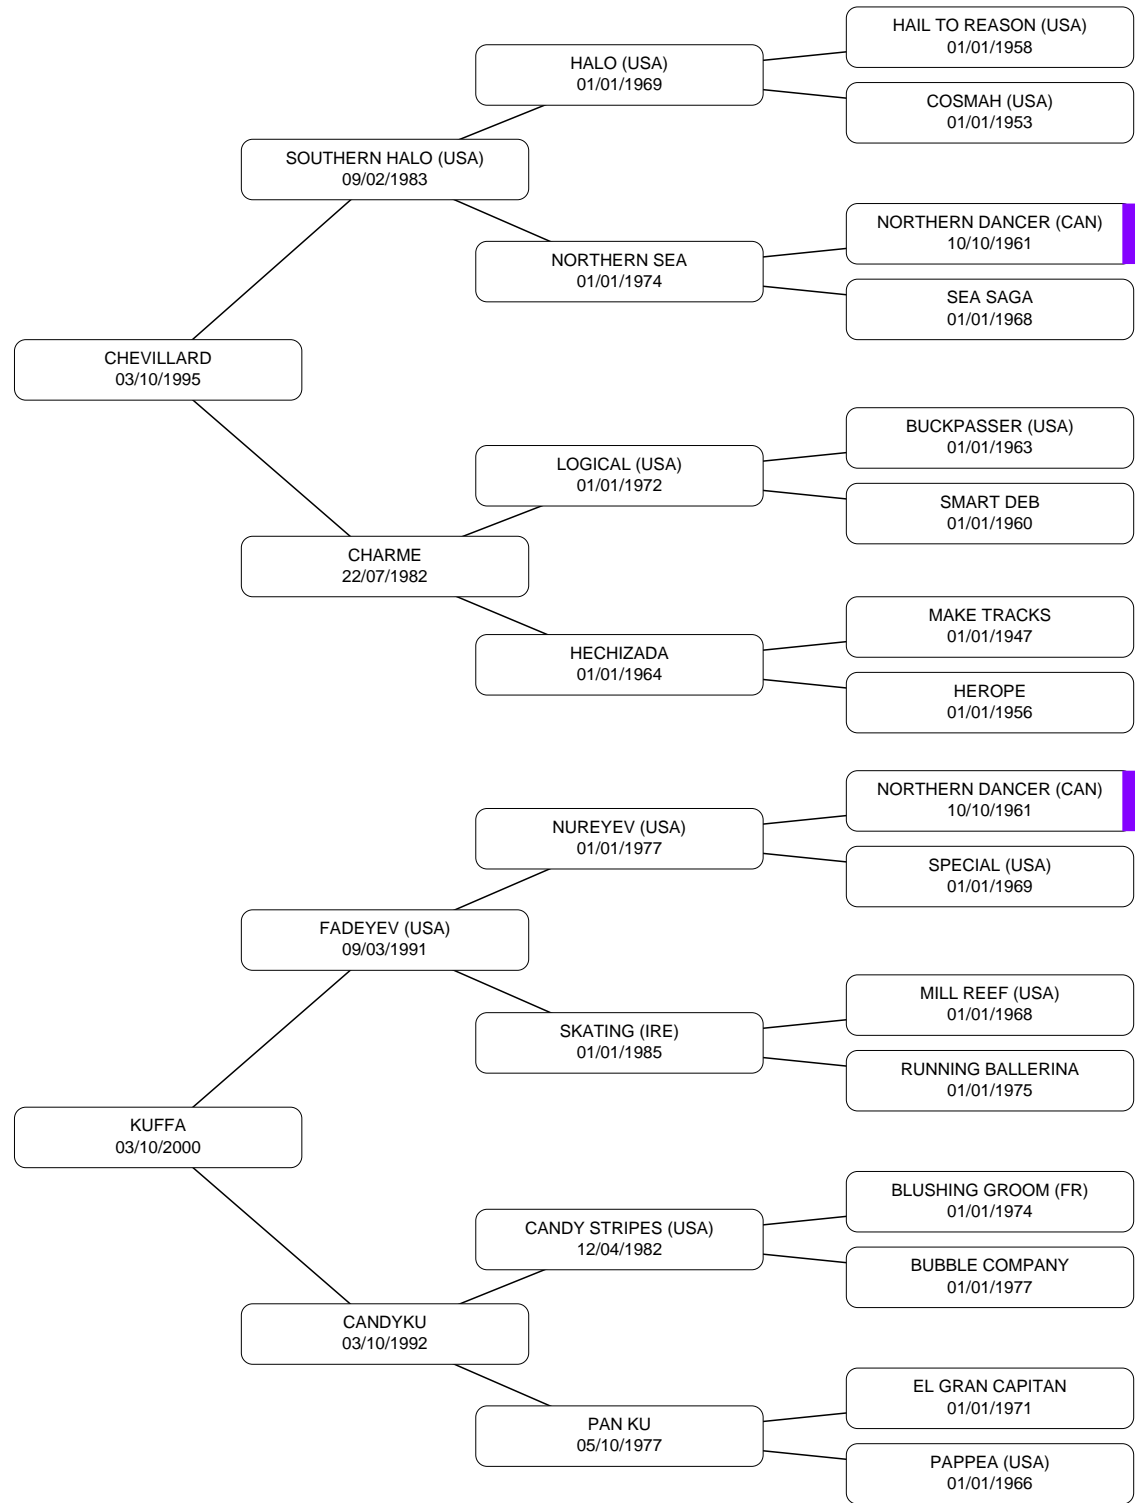 HAIL TO REASON (USA)
01/01/1958
HALO (USA)
01/01/1969
COSMAH (USA)
01/01/1953
SOUTHERN HALO (USA)
09/02/1983
NORTHERN DANCER (CAN)
10/10/1961
NORTHERN SEA
01/01/1974
SEA SAGA
01/01/1968
CHEVILLARD
03/10/1995
BUCKPASSER (USA)
01/01/1963
LOGICAL (USA)
01/01/1972
SMART DEB
01/01/1960
CHARME
22/07/1982
MAKE TRACKS
01/01/1947
HECHIZADA
01/01/1964
HEROPE
01/01/1956
NORTHERN DANCER (CAN)
10/10/1961
NUREYEV (USA)
01/01/1977
SPECIAL (USA)
01/01/1969
FADEYEV (USA)
09/03/1991
MILL REEF (USA)
01/01/1968
SKATING (IRE)
01/01/1985
RUNNING BALLERINA
01/01/1975
KUFFA
03/10/2000
BLUSHING GROOM (FR)
01/01/1974
CANDY STRIPES (USA)
12/04/1982
BUBBLE COMPANY
01/01/1977
CANDYKU
03/10/1992
EL GRAN CAPITAN
01/01/1971
PAN KU
05/10/1977
PAPPEA (USA)
01/01/1966